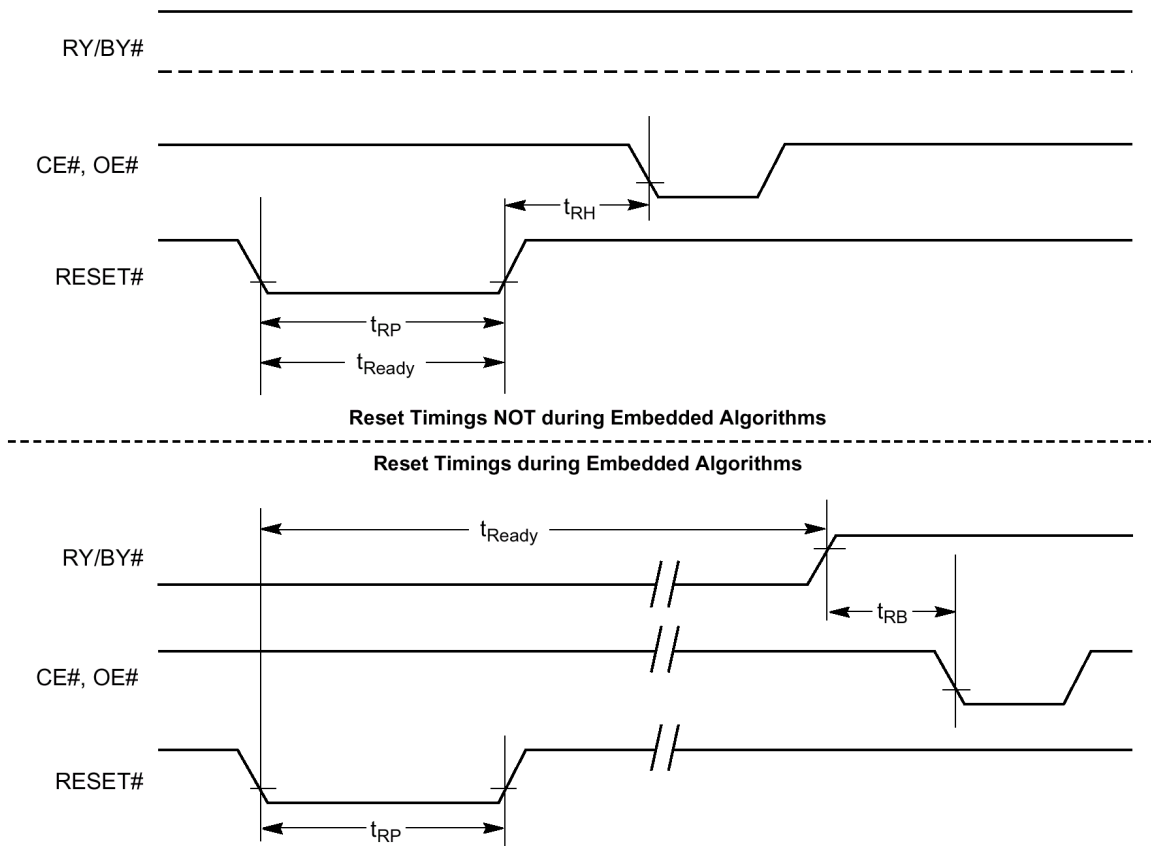 RY/BY#
CE#, OE#
tRH
RESET#
tRP
tReady
Reset Timings NOT during Embedded Algorithms
Reset Timings during Embedded Algorithms
tReady
RY/BY#
tRB
CE#, OE#
RESET#
tRP